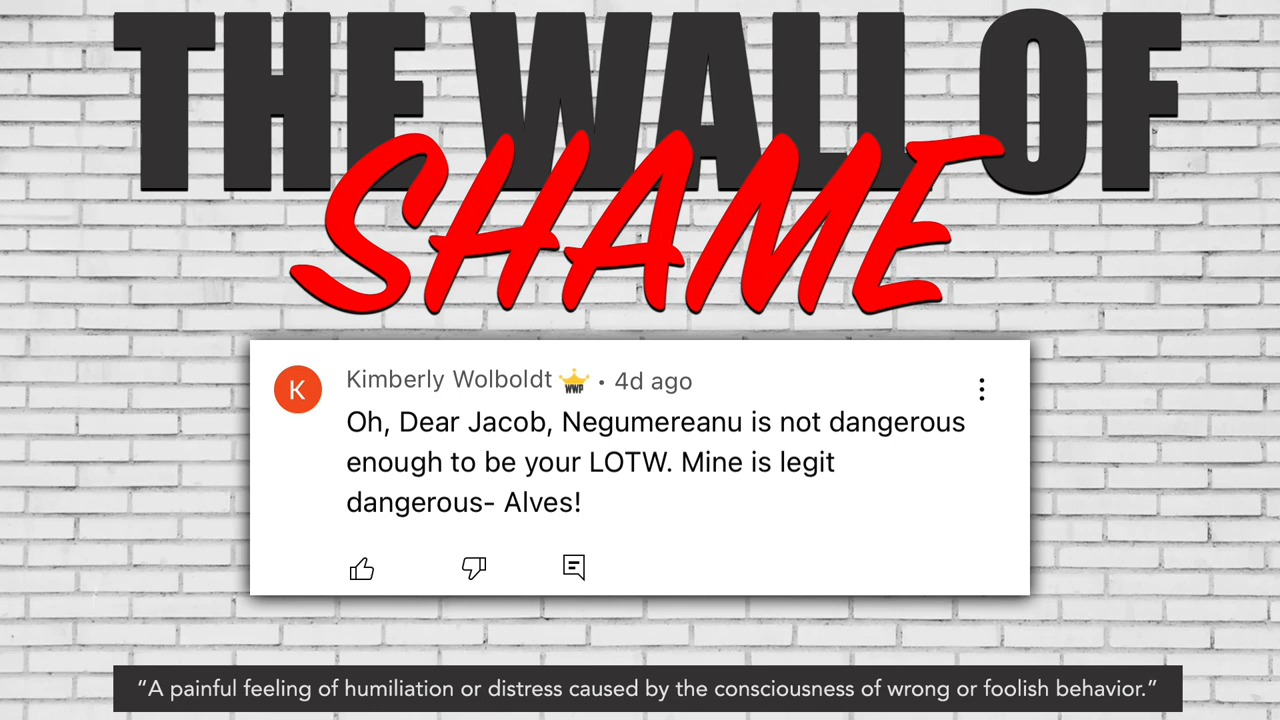 THE WALL OF
SHAME
K
Kimberly Wolboldt WWP • 4d ago
Oh, Dear Jacob, Negumereanu is not dangerous
enough to be your LOTW. Mine is legit
dangerous- Alves!
“A painful feeling of humiliation or distress caused by the consciousness of wrong or foolish behavior.”